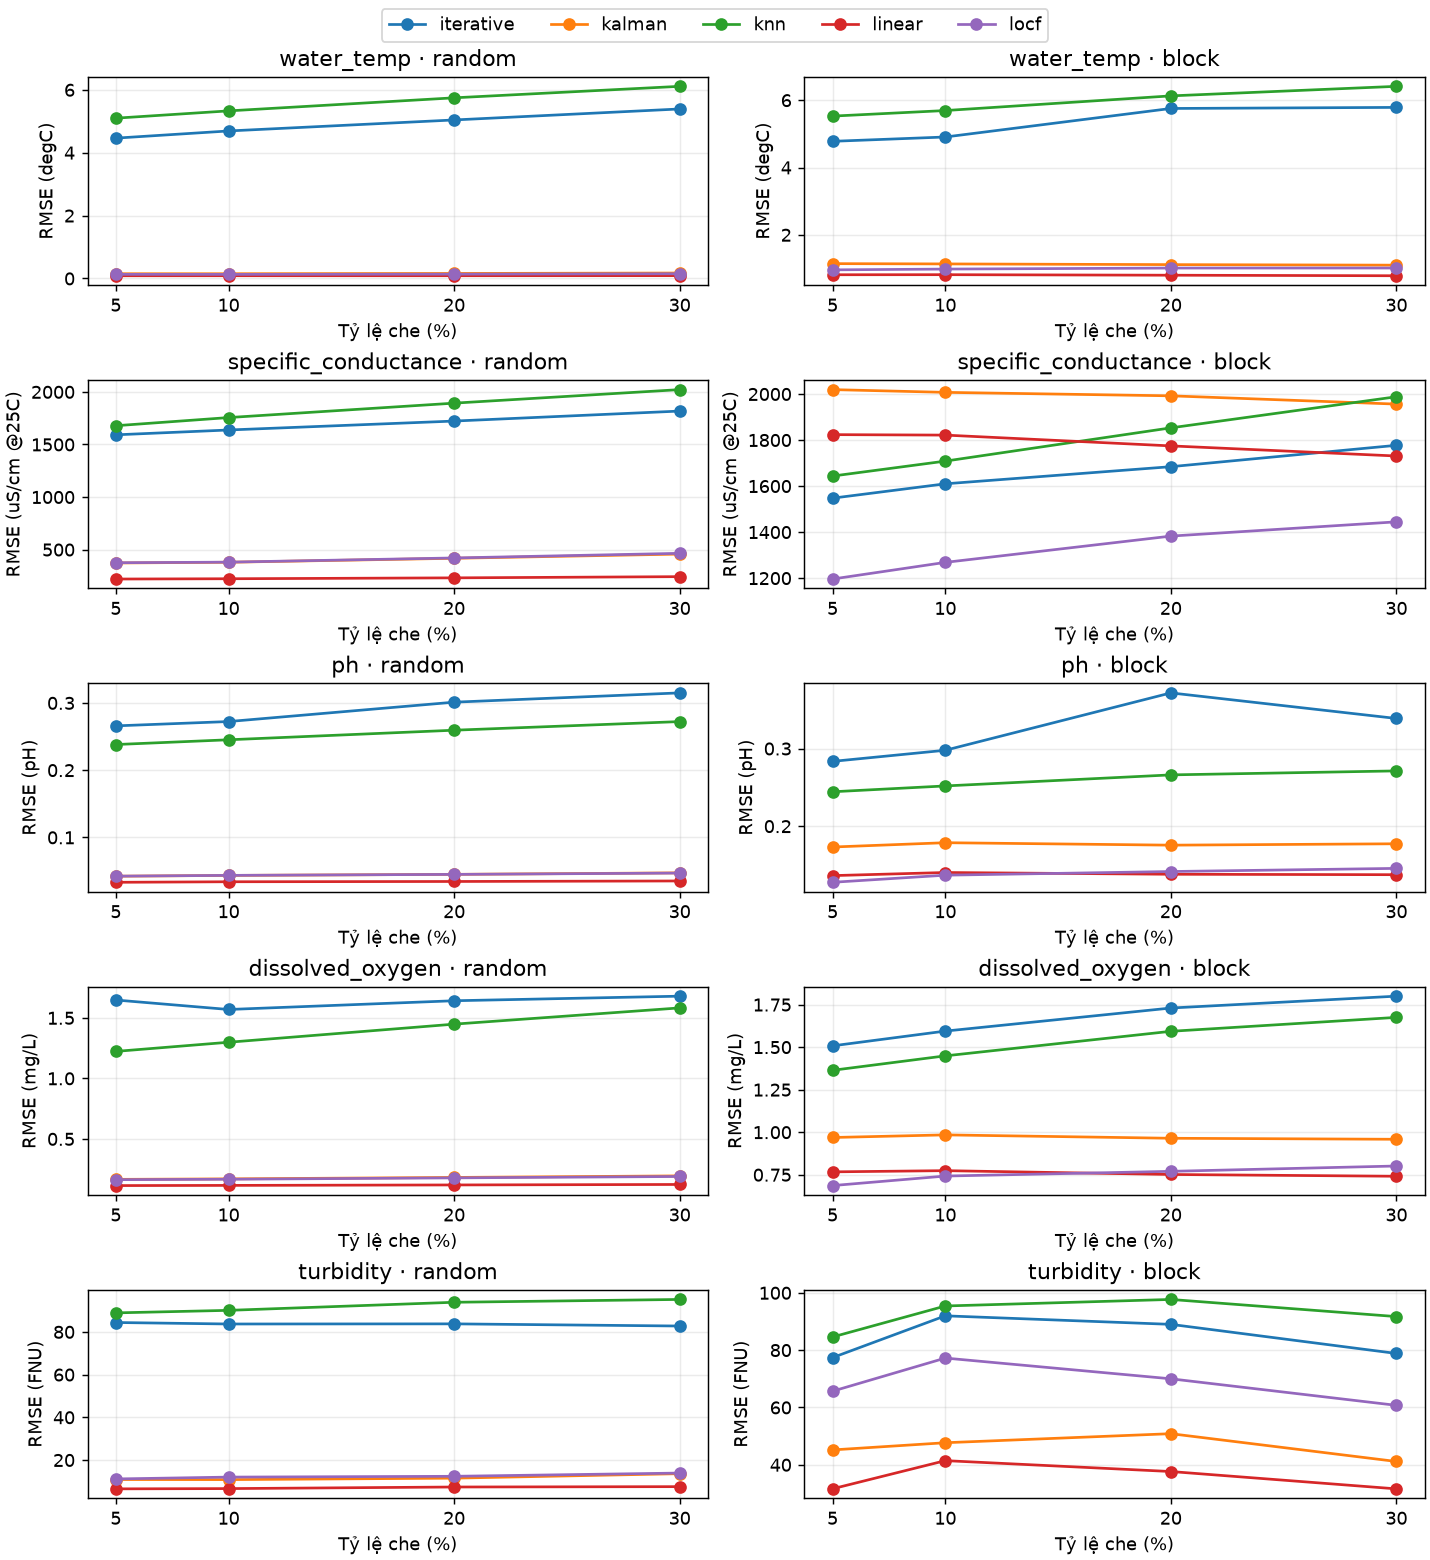 iterative kalman knn linear locf
water_temp · random
RMSE (degC)
6
4
2
0
5 10 20 30
Tỷ lệ che (%)
water_temp · block
RMSE (degC)
6
4
2
5 10 20 30
Tỷ lệ che (%)
specific_conductance · random
RMSE (uS/cm @25C)
2000
1500
1000
500
5 10 20 30
Tỷ lệ che (%)
specific_conductance · block
RMSE (uS/cm @25C)
2000
1800
1600
1400
1200
5 10 20 30
Tỷ lệ che (%)
ph · random
RMSE (pH)
0.3
0.2
0.1
5 10 20 30
Tỷ lệ che (%)
ph · block
RMSE (pH)
0.3
0.2
5 10 20 30
Tỷ lệ che (%)
dissolved_oxygen · random
RMSE (mg/L)
1.5
1.0
0.5
5 10 20 30
Tỷ lệ che (%)
dissolved_oxygen · block
RMSE (mg/L)
1.75
1.50
1.25
1.00
0.75
5 10 20 30
Tỷ lệ che (%)
turbidity · random
RMSE (FNU)
80
60
40
20
5 10 20 30
Tỷ lệ che (%)
turbidity · block
RMSE (FNU)
100
80
60
40
5 10 20 30
Tỷ lệ che (%)